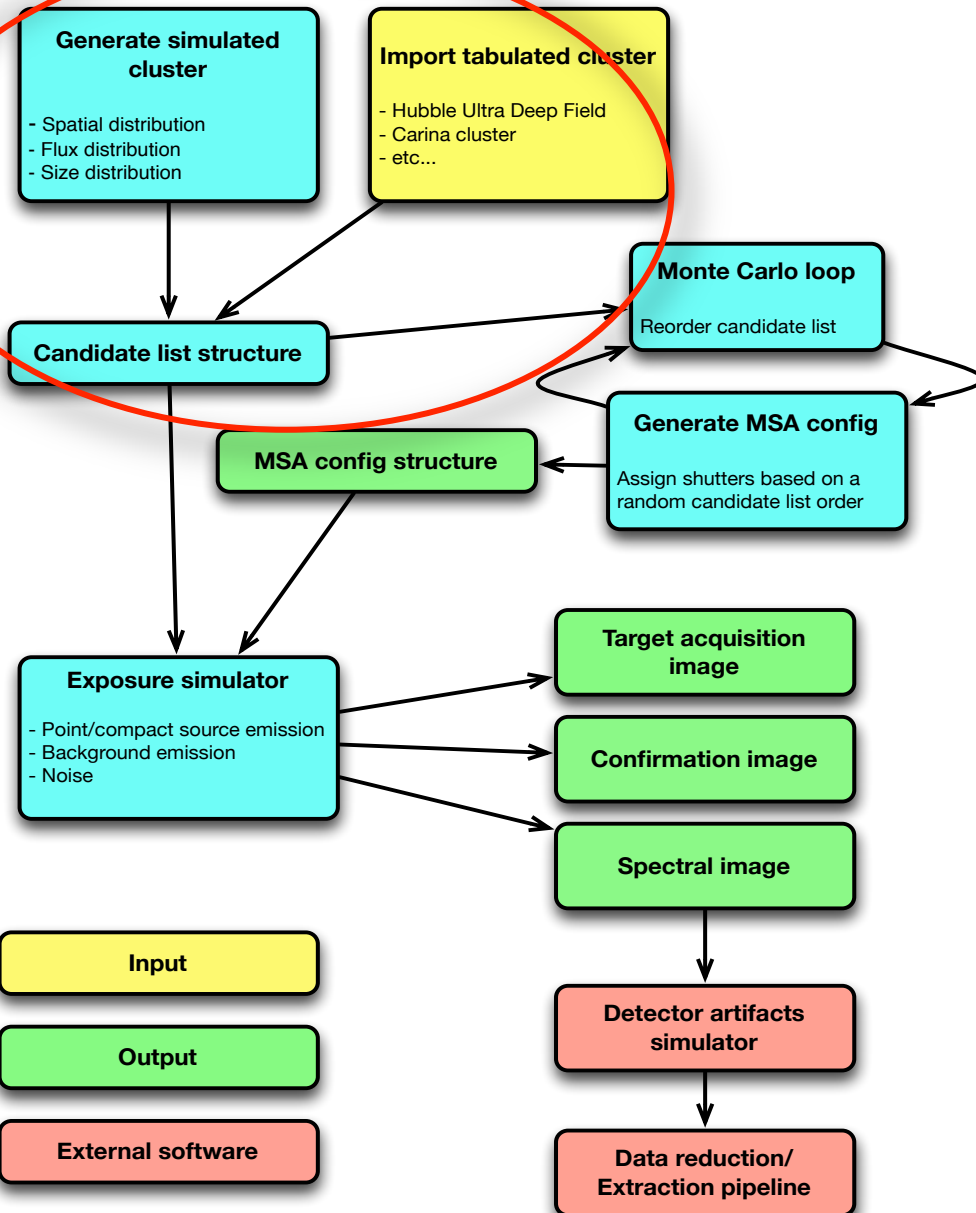 Generate simulated
cluster
- Spatial distribution
- Flux distribution
- Size distribution
Import tabulated cluster
- Hubble Ultra Deep Field
- Carina cluster
- etc...
Monte Carlo loop
Reorder candidate list
Candidate list structure
Generate MSA config
Assign shutters based on a
random candidate list order
MSA config structure
Exposure simulator
- Point/compact source emission
- Background emission
- Noise
Target acquisition
image
Confirmation image
Spectral image
Input
Output
External software
Detector artifacts
simulator
Data reduction/
Extraction pipeline